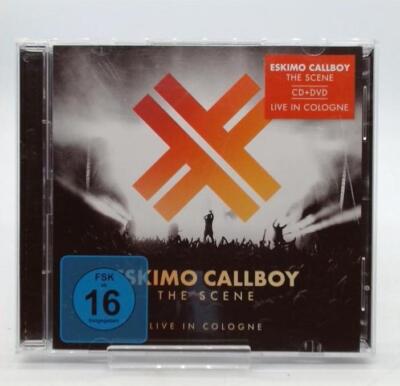 ESKIMO CALLBOY
THE SCENE
CD+DVD
LIVE IN COLOGNE
ESKIMO CALLBOY
THE SCENE
LIVE IN COLOGNE
FSK
ab
16
freigegeben